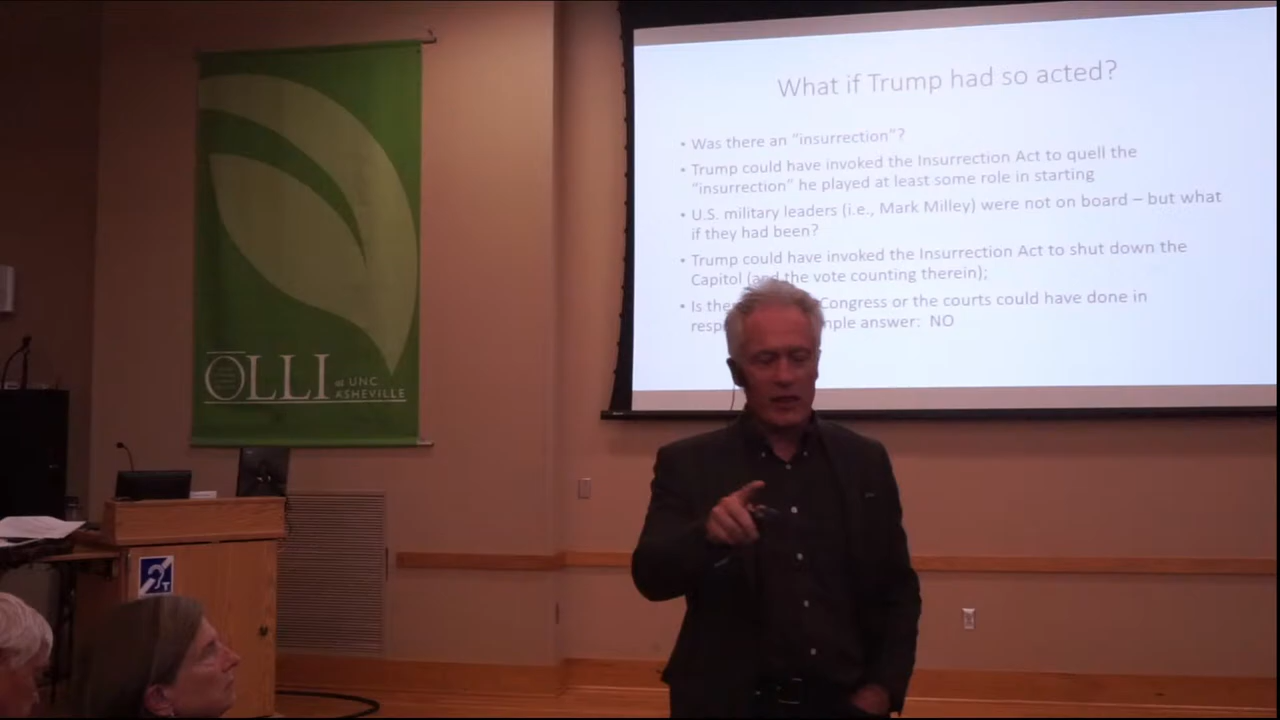 What if Trump had so acted?
• Was there an "insurrection"?
• Trump could have invoked the Insurrection Act to quell the
"insurrection" he played at least some role in starting
• U.S. military leaders (i.e., Mark Milley) were not on board – but what
if they had been?
• Trump could have invoked the Insurrection Act to shut down the
Capitol (and the vote counting therein);
• Is Congress or the courts could have done in
answer: NO
OLLI at UNC
ASHEVILLE
T